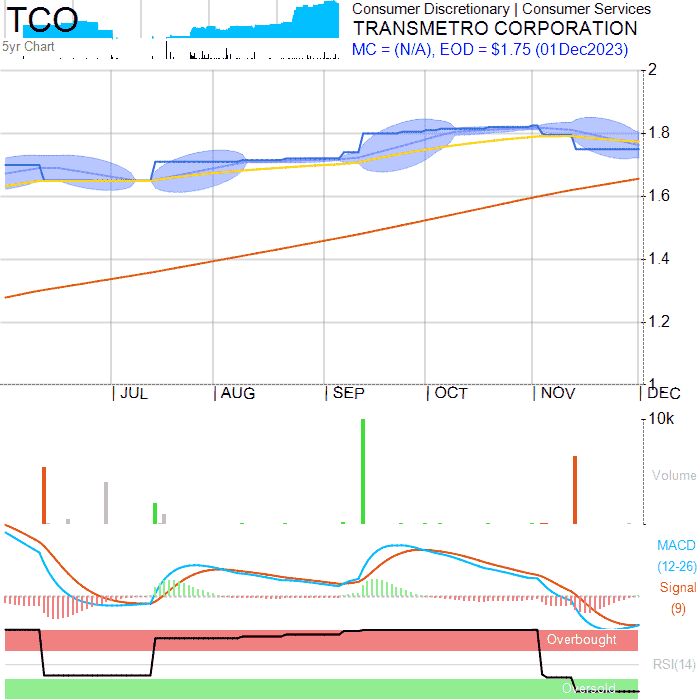 TCO
Consumer Discretionary | Consumer Services
TRANSMETRO CORPORATION
5yr Chart
MC = (N/A), EOD = $1.75 (01Dec2023)
2
1.8
1.6
1.4
1.2
1
JUL AUG SEP OCT NOV DEC
10k
Volume
MACD
(12-26)
Signal
(9)
Overbought
RSI(14)
Oversold